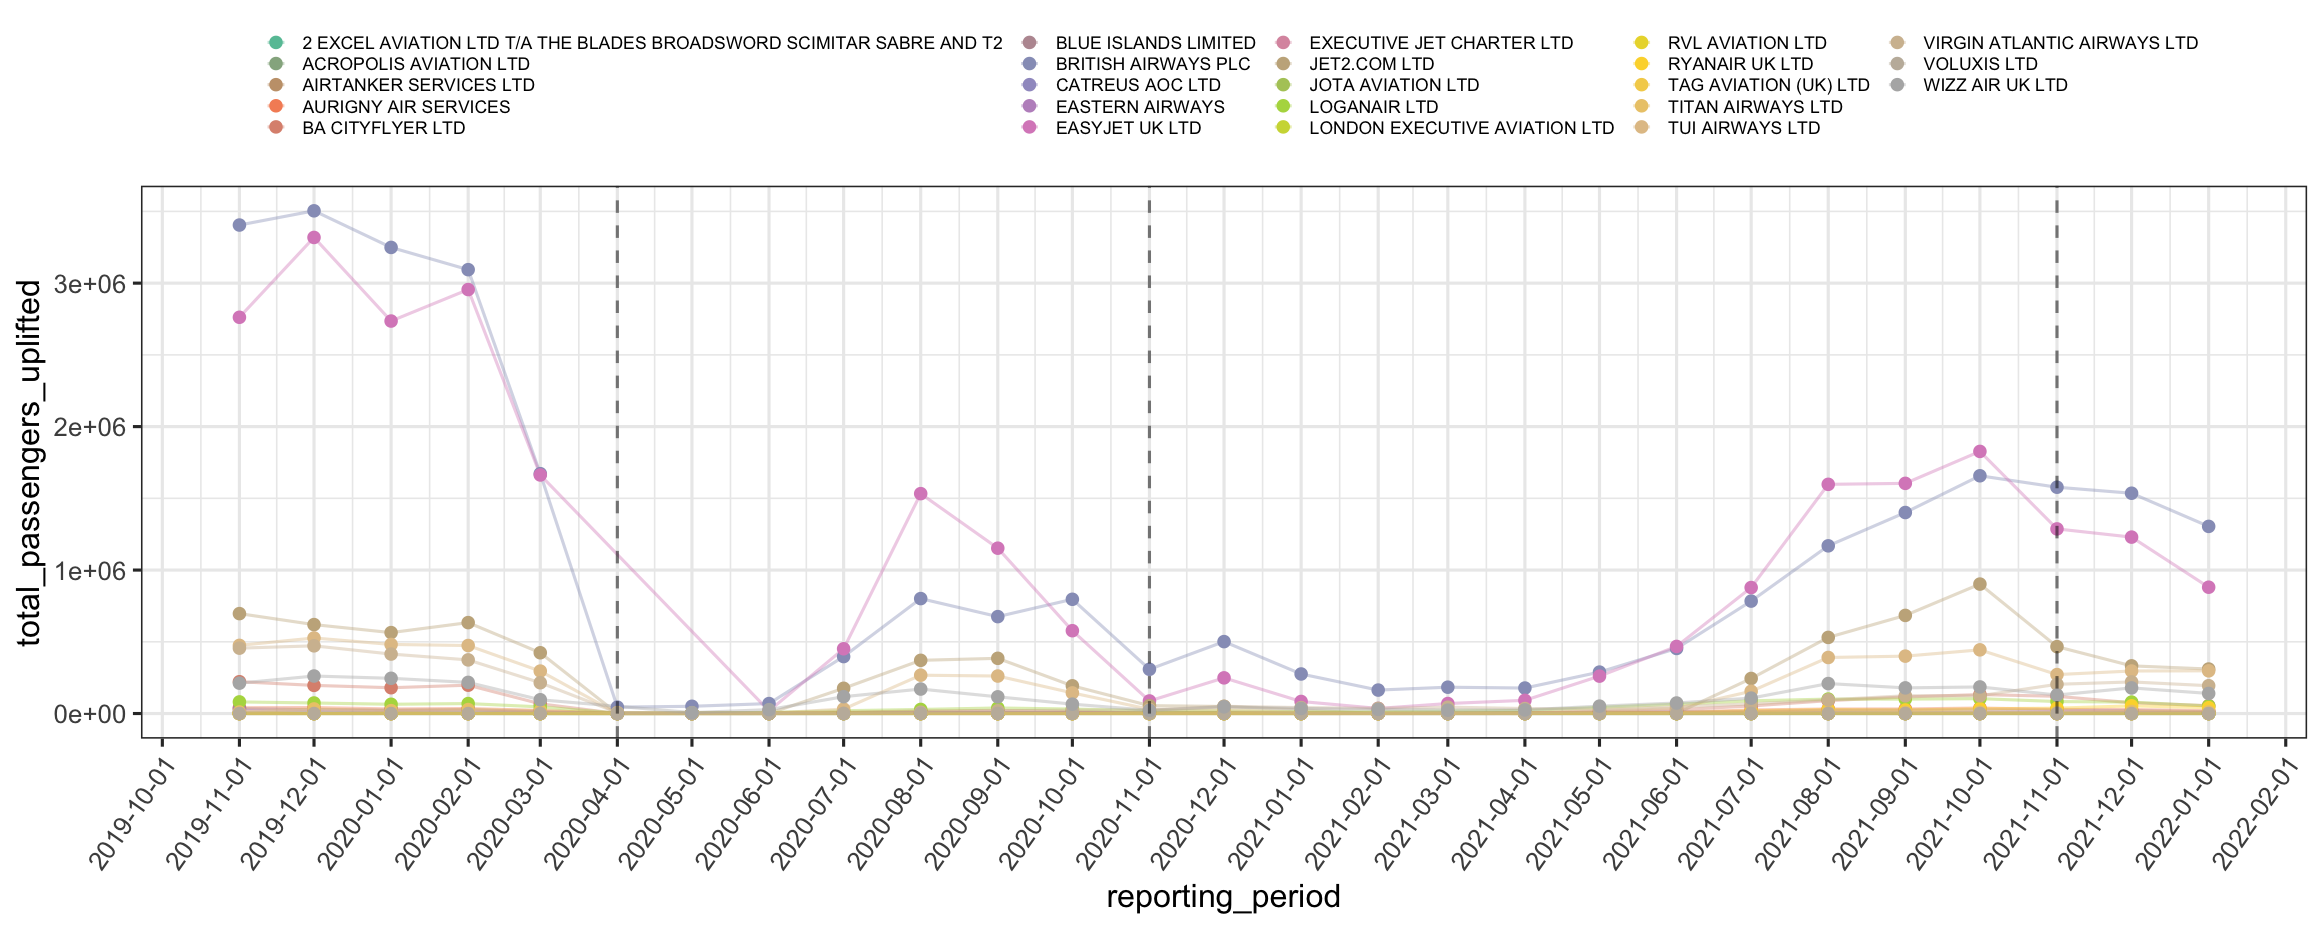 2 EXCEL AVIATION LTD T/A THE BLADES BROADSWORD SCIMITAR SABRE AND T2
ACROPOLIS AVIATION LTD
AIRTANKER SERVICES LTD
AURIGNY AIR SERVICES
BA CITYFLYER LTD
BLUE ISLANDS LIMITED
BRITISH AIRWAYS PLC
CATREUS AOC LTD
EASTERN AIRWAYS
EASYJET UK LTD
EXECUTIVE JET CHARTER LTD
JET2.COM LTD
JOTA AVIATION LTD
LOGANAIR LTD
LONDON EXECUTIVE AVIATION LTD
RVL AVIATION LTD
RYANAIR UK LTD
TAG AVIATION (UK) LTD
TITAN AIRWAYS LTD
TUI AIRWAYS LTD
VIRGIN ATLANTIC AIRWAYS LTD
VOLUXIS LTD
WIZZ AIR UK LTD
total_passengers_uplifted
3e+06
2e+06
1e+06
0e+00
2019-10-01
2019-11-01
2019-12-01
2020-01-01
2020-02-01
2020-03-01
2020-04-01
2020-05-01
2020-06-01
2020-07-01
2020-08-01
2020-09-01
2020-10-01
2020-11-01
2020-12-01
2021-01-01
2021-02-01
2021-03-01
2021-04-01
2021-05-01
2021-06-01
2021-07-01
2021-08-01
2021-09-01
2021-10-01
2021-11-01
2021-12-01
2022-01-01
2022-02-01
reporting_period